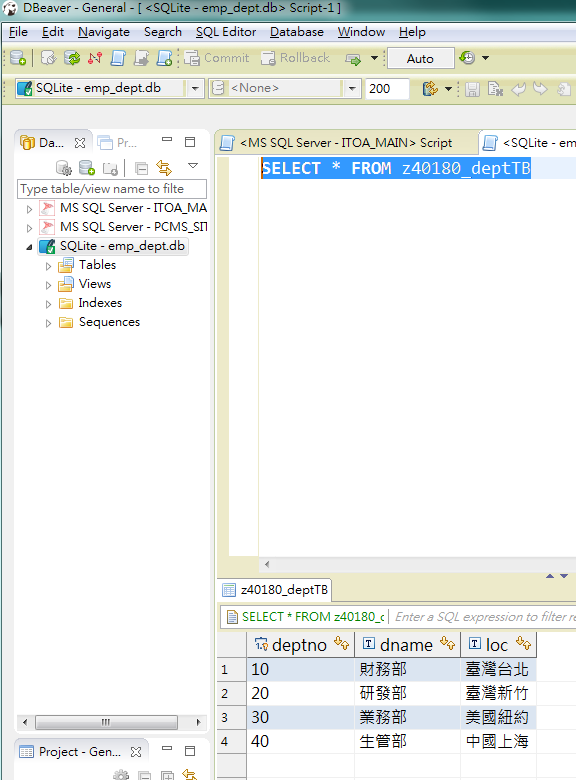 DBeaver - General - [ <SQLite - emp_dept.db> Script-1 ]
File Edit Navigate Search SQL Editor Database Window Help
Commit Rollback Auto
SQLite - emp_dept.db <None> 200
Da... Pr... <MS SQL Server - ITOA_MAIN> Script <SQLite - em
SELECT * FROM z40180_deptTB
Type table/view name to filte
MS SQL Server - ITOA_MA
MS SQL Server - PCMS_SIT
SQLite - emp_dept.db
Tables
Views
Indexes
Sequences
z40180_deptTB
SELECT * FROM z40180_d Enter a SQL expression to filter re
deptno dname loc
1 10 財務部 臺灣台北
2 20 研發部 臺灣新竹
3 30 業務部 美國紐約
4 40 生管部 中國上海
Project - Gen...